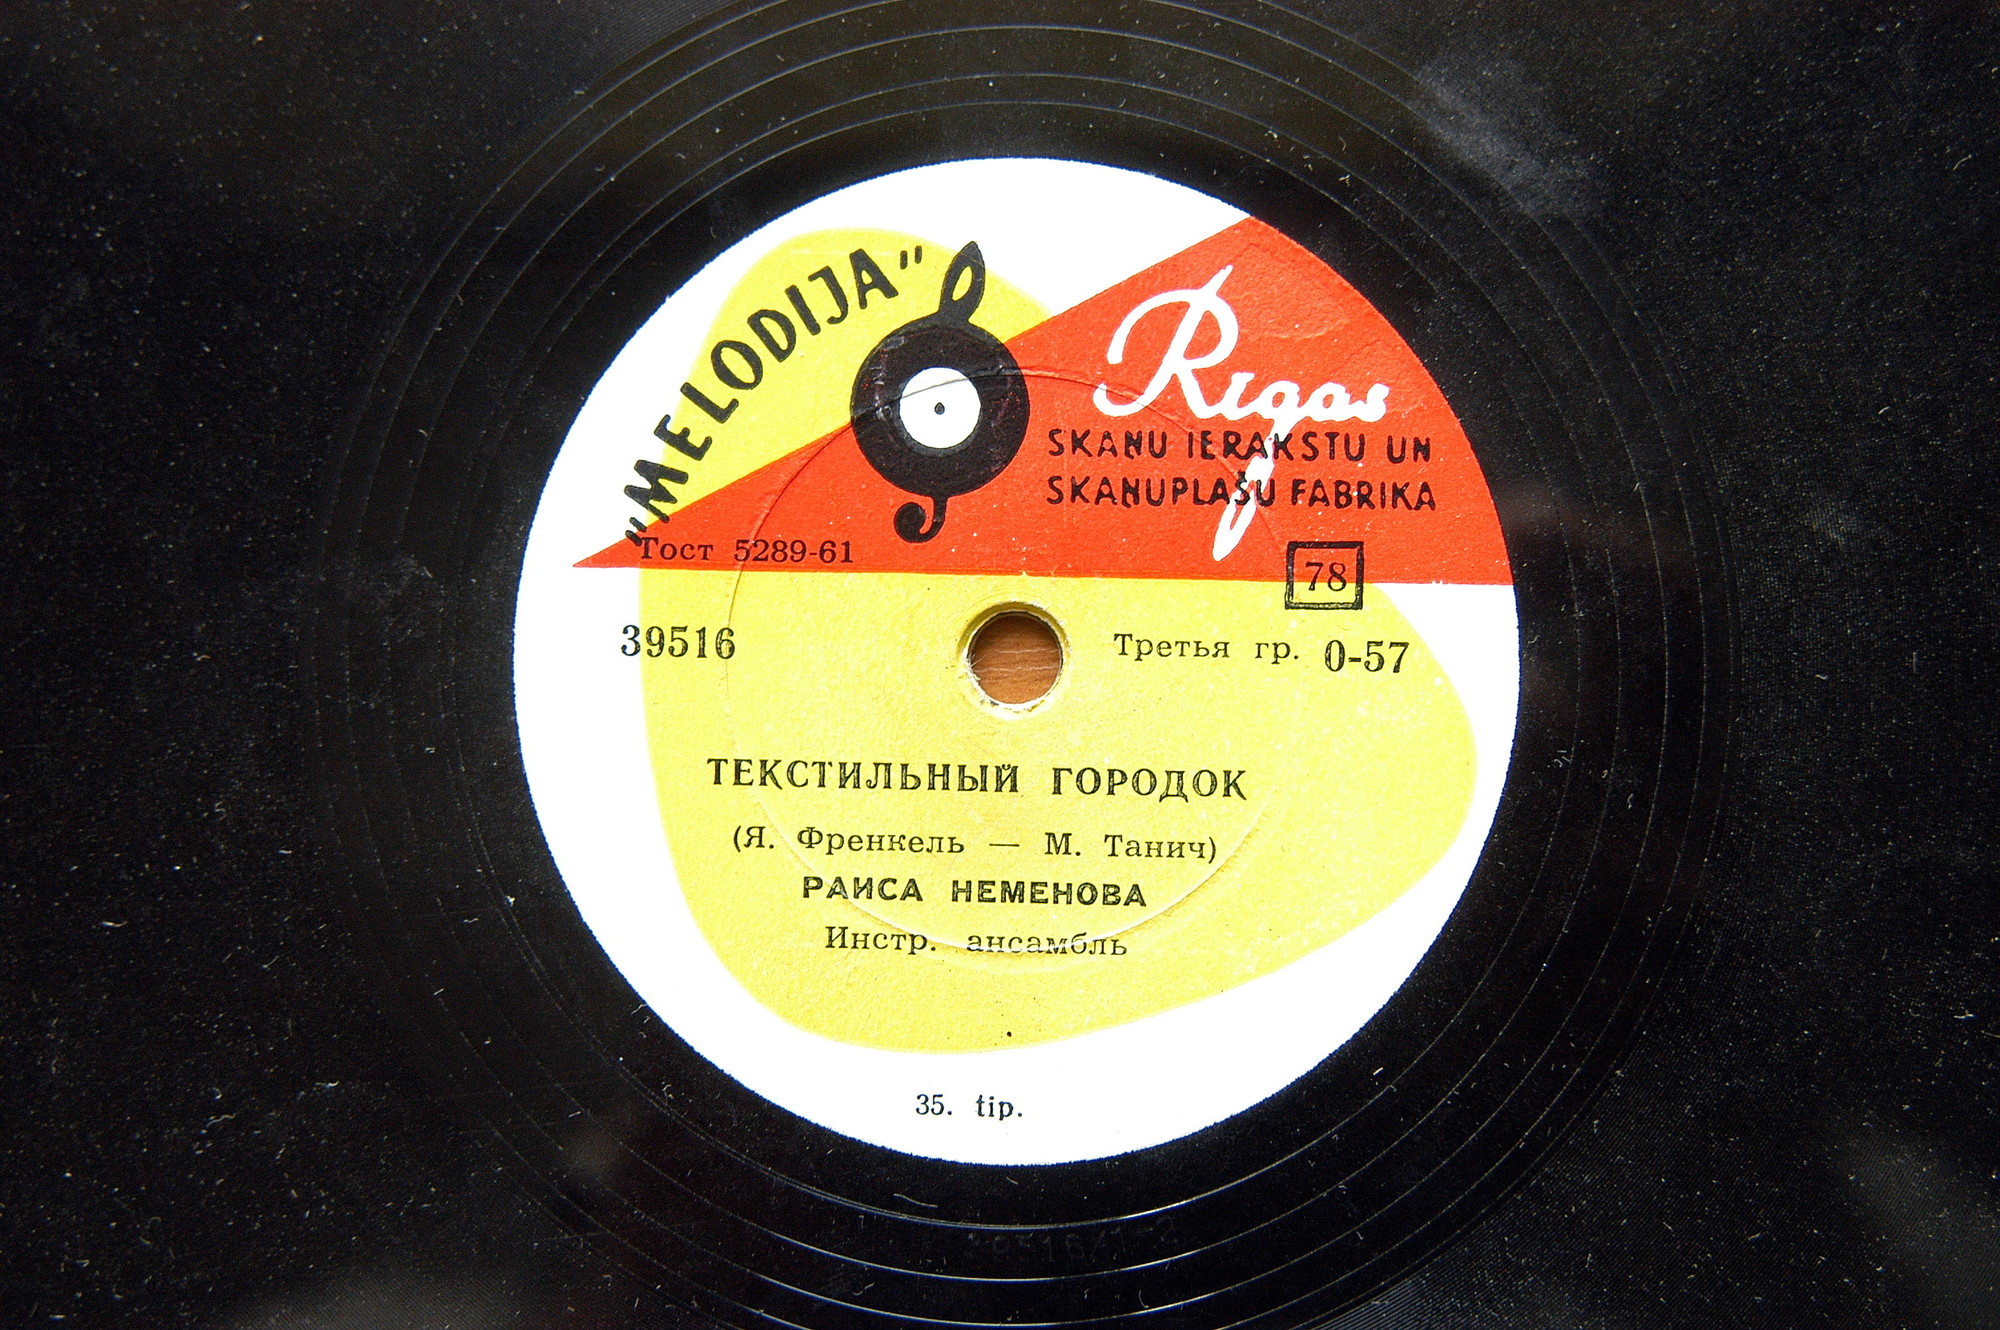 „MELODIJA”
Rigas
SKAŅU IERAKSTU UN
SKAŅUPLAŠU FABRIKA
Гост 5289-61
78
39516
Третья гр. 0-57
ТЕКСТИЛЬНЫЙ ГОРОДОК
(Я. Френкель — М. Танич)
РАИСА НЕМЕНОВА
Инстр. ансамбль
35. tip.